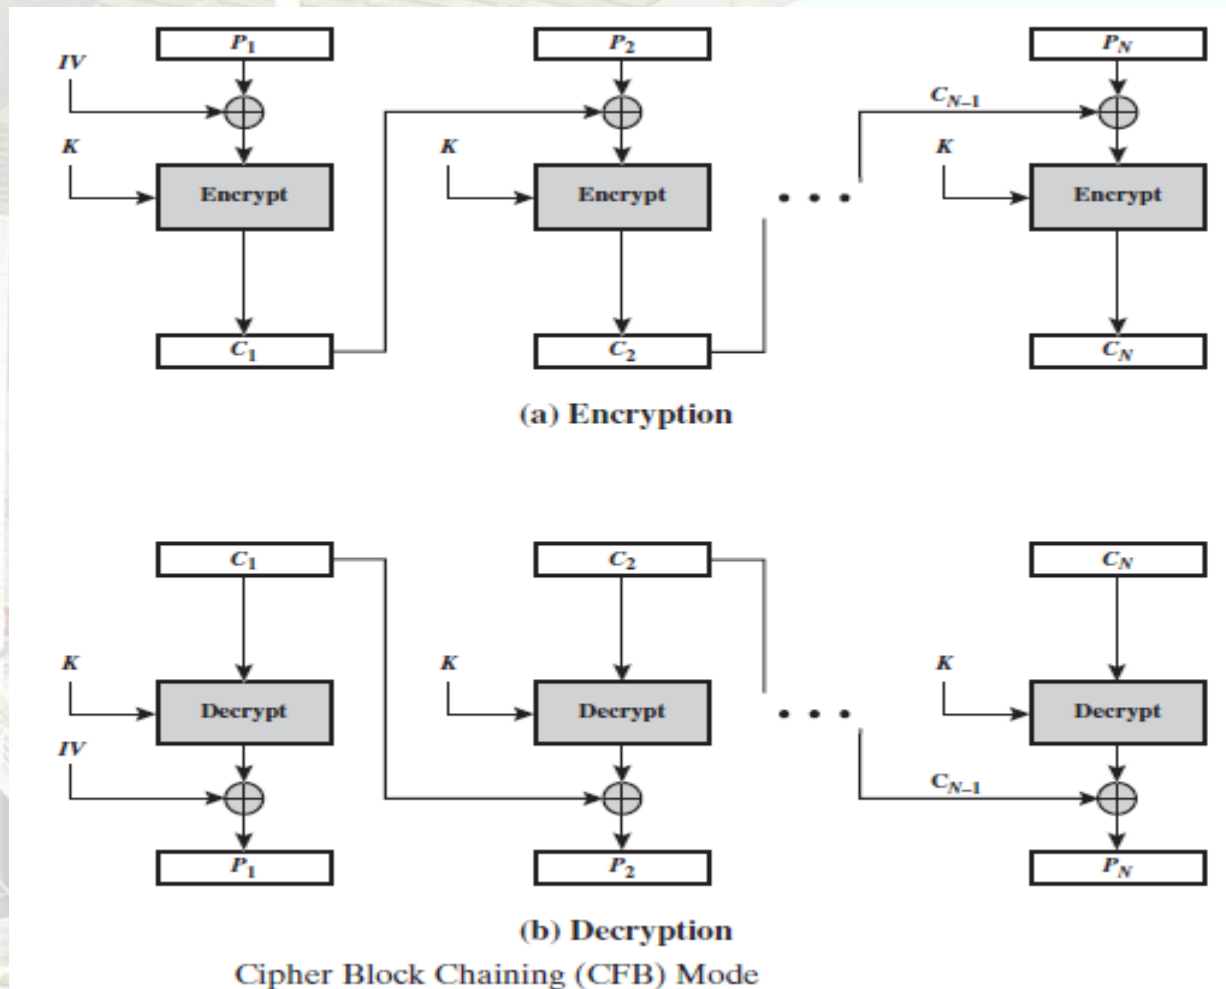 P1 P2 PN
IV
CN–1
K K K
Encrypt Encrypt Encrypt
C1 C2 CN
(a) Encryption
C1 C2 CN
K K K
Decrypt Decrypt Decrypt
IV
CN–1
P1 P2 PN
(b) Decryption
Cipher Block Chaining (CFB) Mode